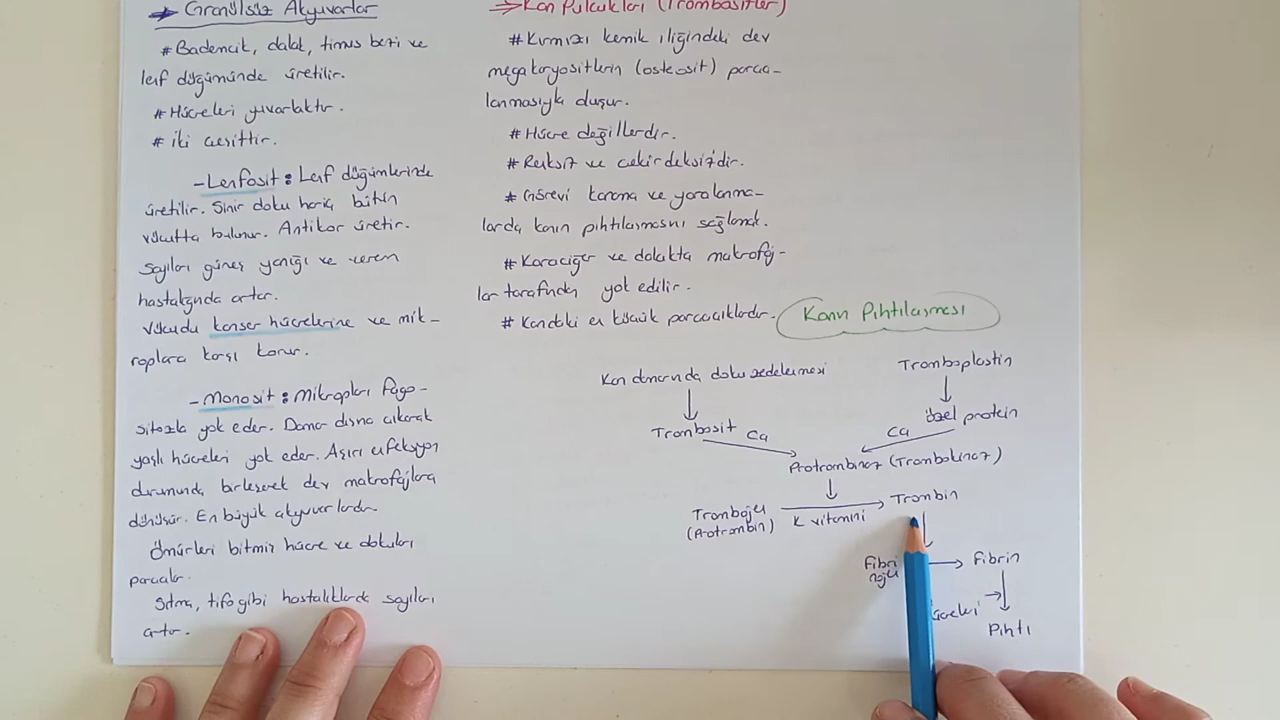 → Granülsüz Akyuvarlar
# Bademcik, dalak, timus bezi ve
lenf düğümünde üretilir.
# Hücreleri yuvarlaktır.
# İki çeşittir.
- Lenfosit : Lenf düğümlerinde
üretilir. Sinir doku hariç bütün
vücutta bulunur. Antikor üretir.
Sayıları güneş yanığı ve verem
hastalığında artar.
Vücudu kanser hücrelerine ve mik-
roplara karşı korur.
- Monosit : Mikropları fago-
sitozla yok eder. Damar dışına çıkarak
yaşlı hücreleri yok eder. Aşırı enfeksiyon
durumunda birleşerek dev makrofajlara
dönüşür. En büyük akyuvarlardır.
Ömürleri bitmiş hücre ve dokuları
parçalar.
Sıtma, tifo gibi hastalıklarda sayıları
artar.
→ Kan Pulcukları (Trombositler)
# Kırmızı kemik iliğindeki dev
megakaryositlerin (osteosit) parça-
lanmasıyla oluşur.
# Hücre değillerdir.
# Renksiz ve çekirdeksizdir.
# Görevi kanama ve yaralanma-
larda kanın pıhtılaşmasını sağlamak.
# Karaciğer ve dalakta makrofaj-
lar tarafından yok edilir.
# Kandaki en küçük parçacıklardır.
Kanın Pıhtılaşması
Kan damarında doku zedelenmesi
Tromboplastin
Trombosit Ca
Ca özel protein
Protrombinaz (Trombokinaz)
Trombojen
(Protrombin)
K vitamini
Trombin
Fibri
nojen
Fibrin
Pıhtı